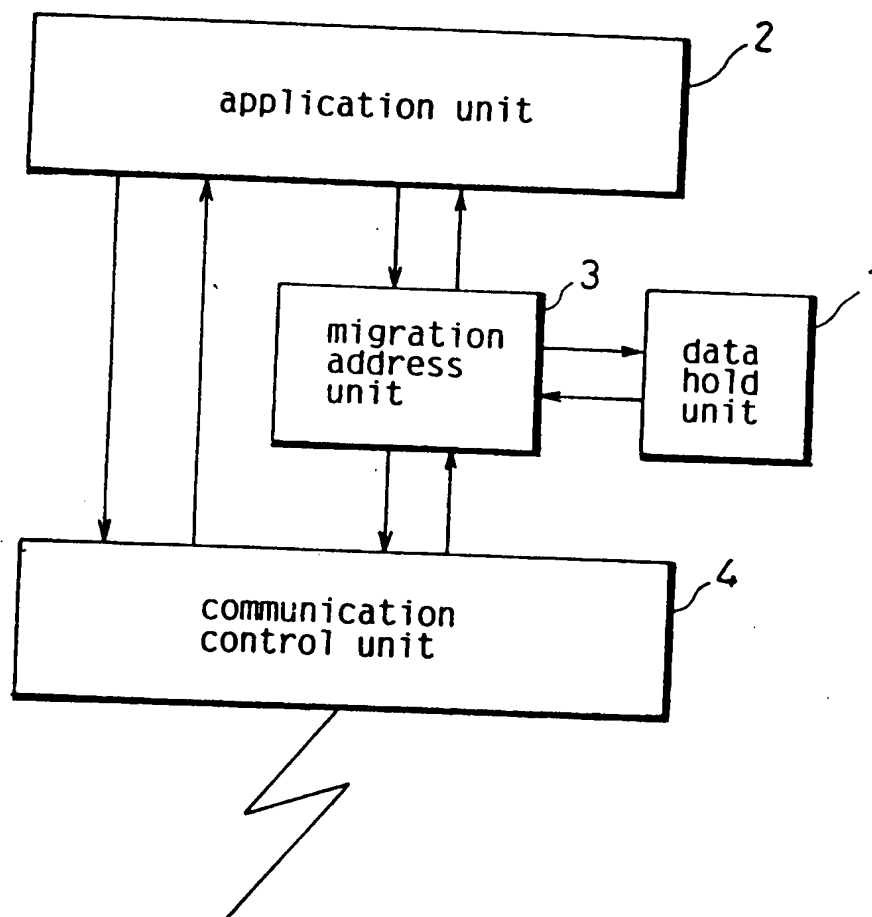 2
application unit
3
migration
address
unit
data
hold
unit
4
communication
control unit